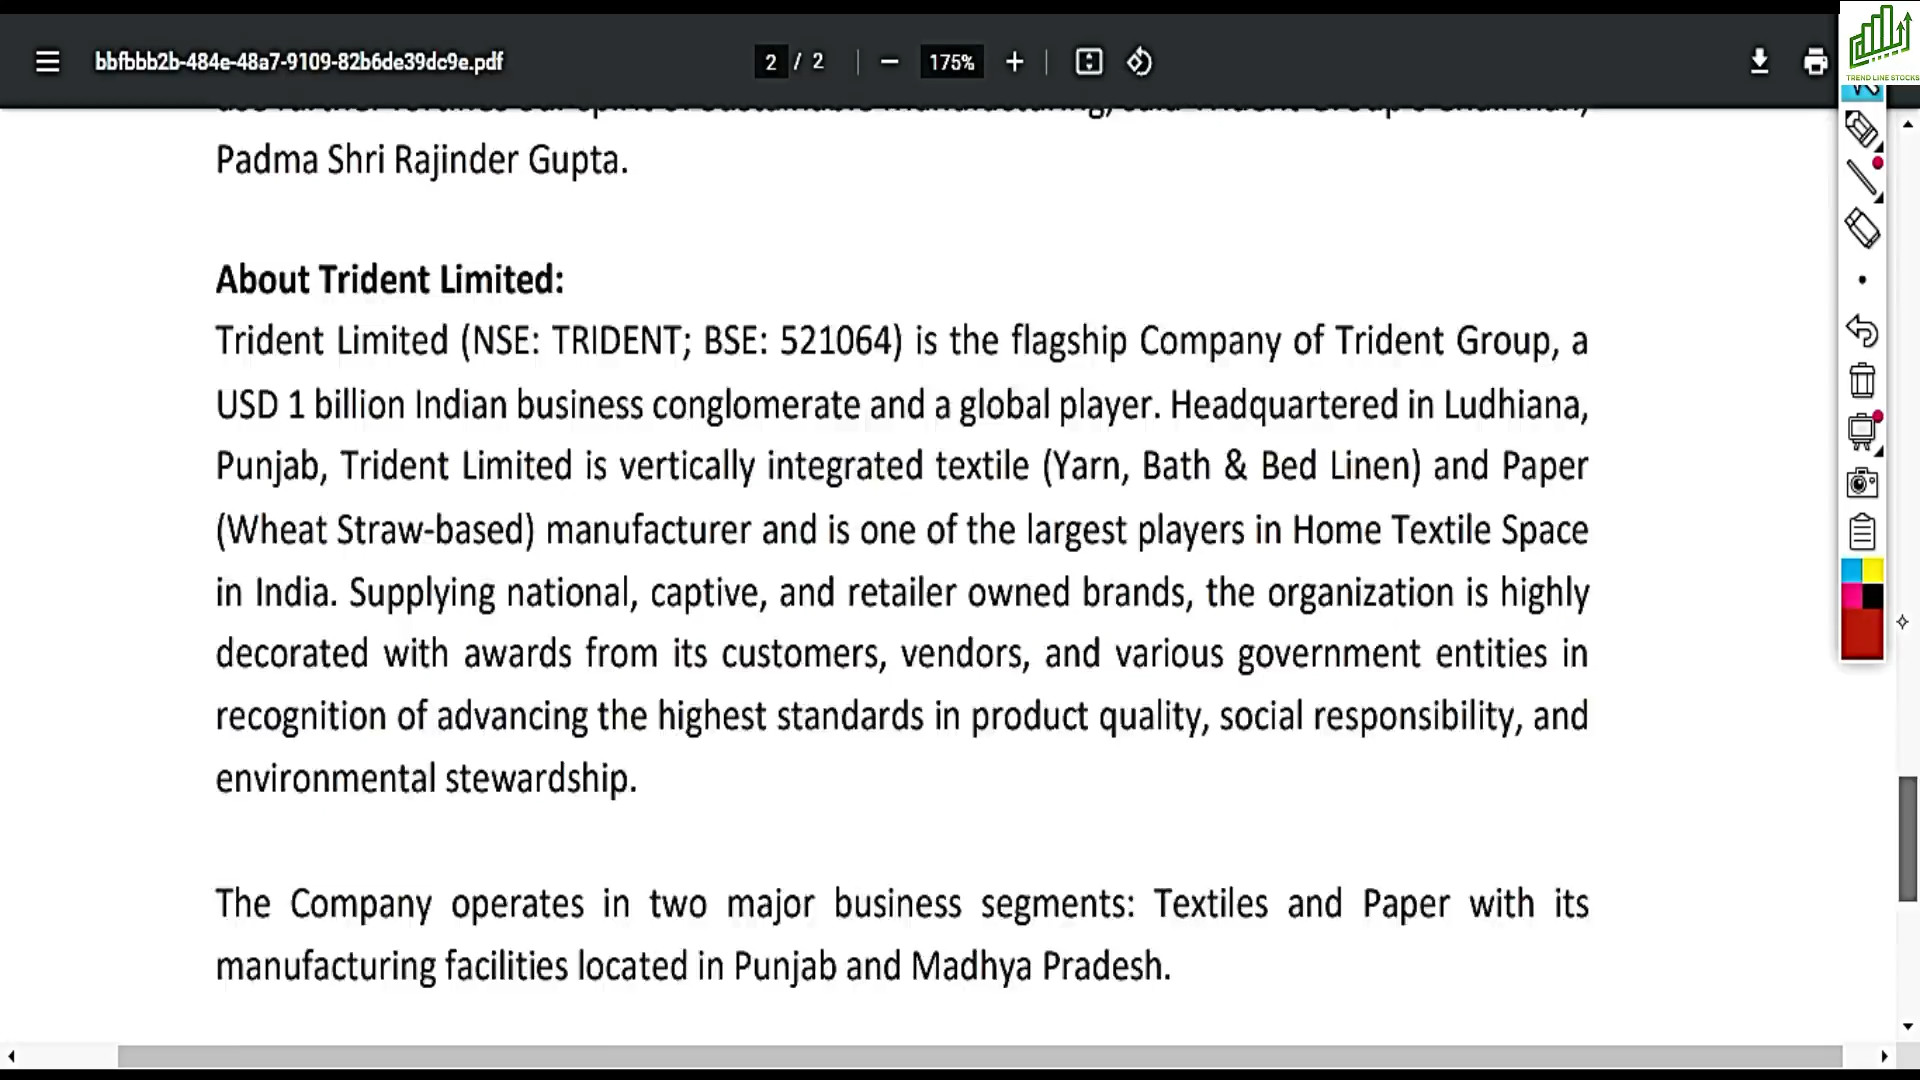 bbfbbb2b-484e-48a7-9109-82b6de39dc9e.pdf
2 / 2
175%
TREND LINE STOCKS
Padma Shri Rajinder Gupta.
About Trident Limited:
Trident Limited (NSE: TRIDENT; BSE: 521064) is the flagship Company of Trident Group, a
USD 1 billion Indian business conglomerate and a global player. Headquartered in Ludhiana,
Punjab, Trident Limited is vertically integrated textile (Yarn, Bath & Bed Linen) and Paper
(Wheat Straw-based) manufacturer and is one of the largest players in Home Textile Space
in India. Supplying national, captive, and retailer owned brands, the organization is highly
decorated with awards from its customers, vendors, and various government entities in
recognition of advancing the highest standards in product quality, social responsibility, and
environmental stewardship.
The Company operates in two major business segments: Textiles and Paper with its
manufacturing facilities located in Punjab and Madhya Pradesh.